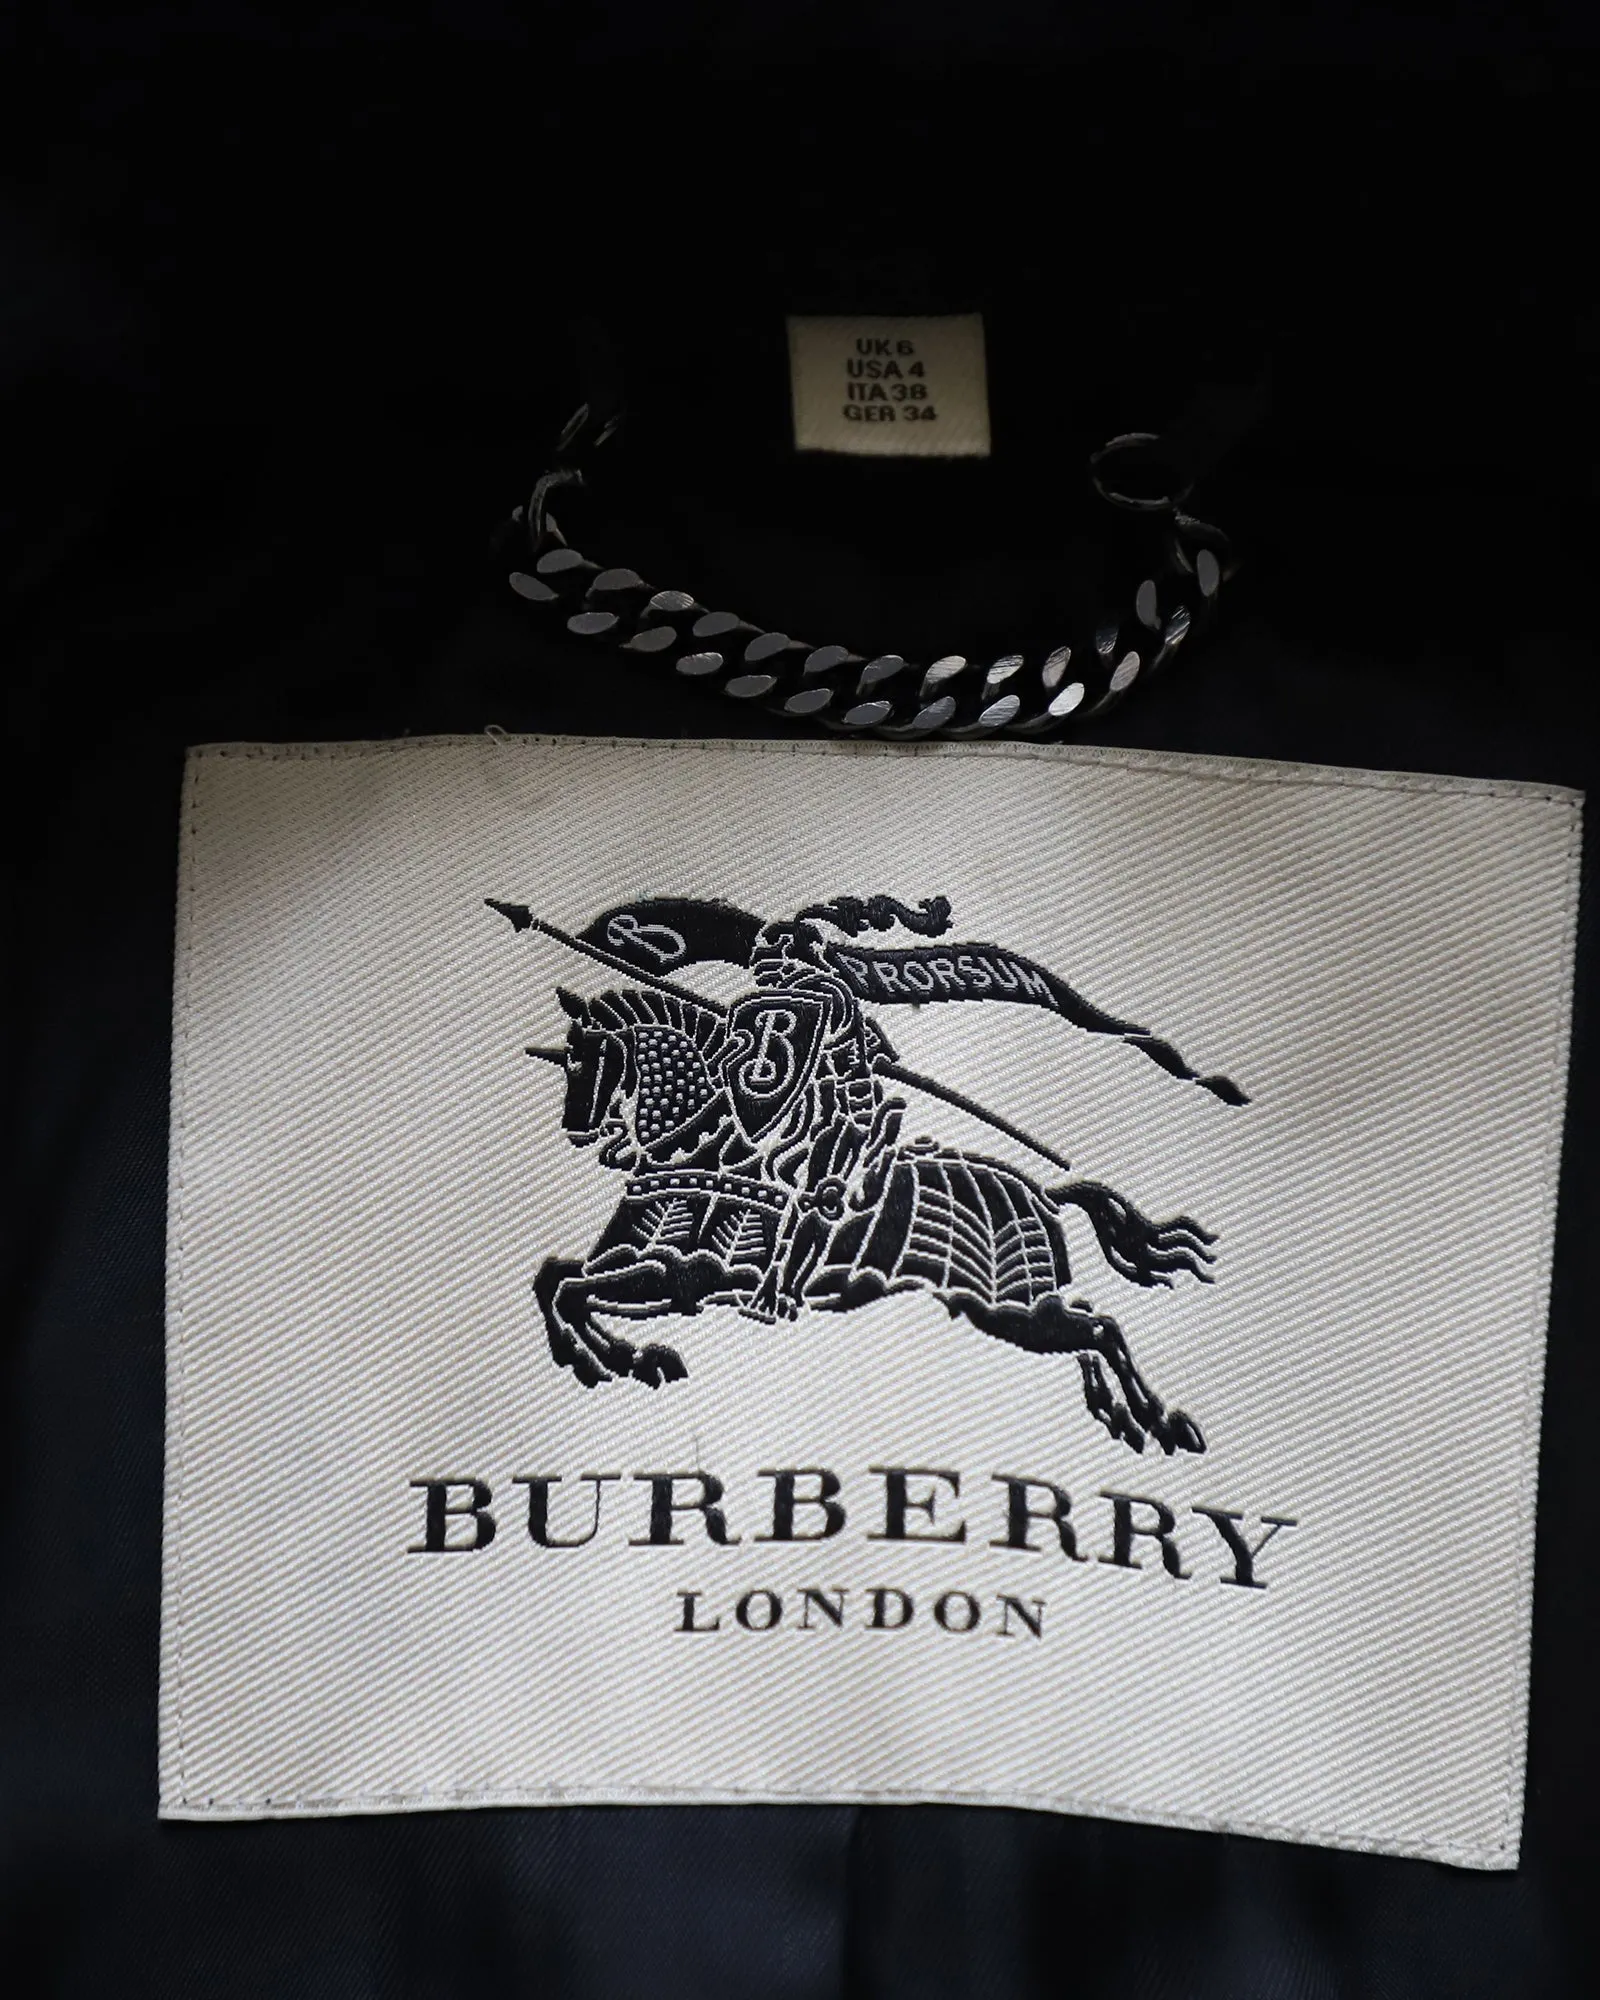 UK 6
USA 4
ITA 38
GER 34
B
PRORSUM
B
BURBERRY
LONDON